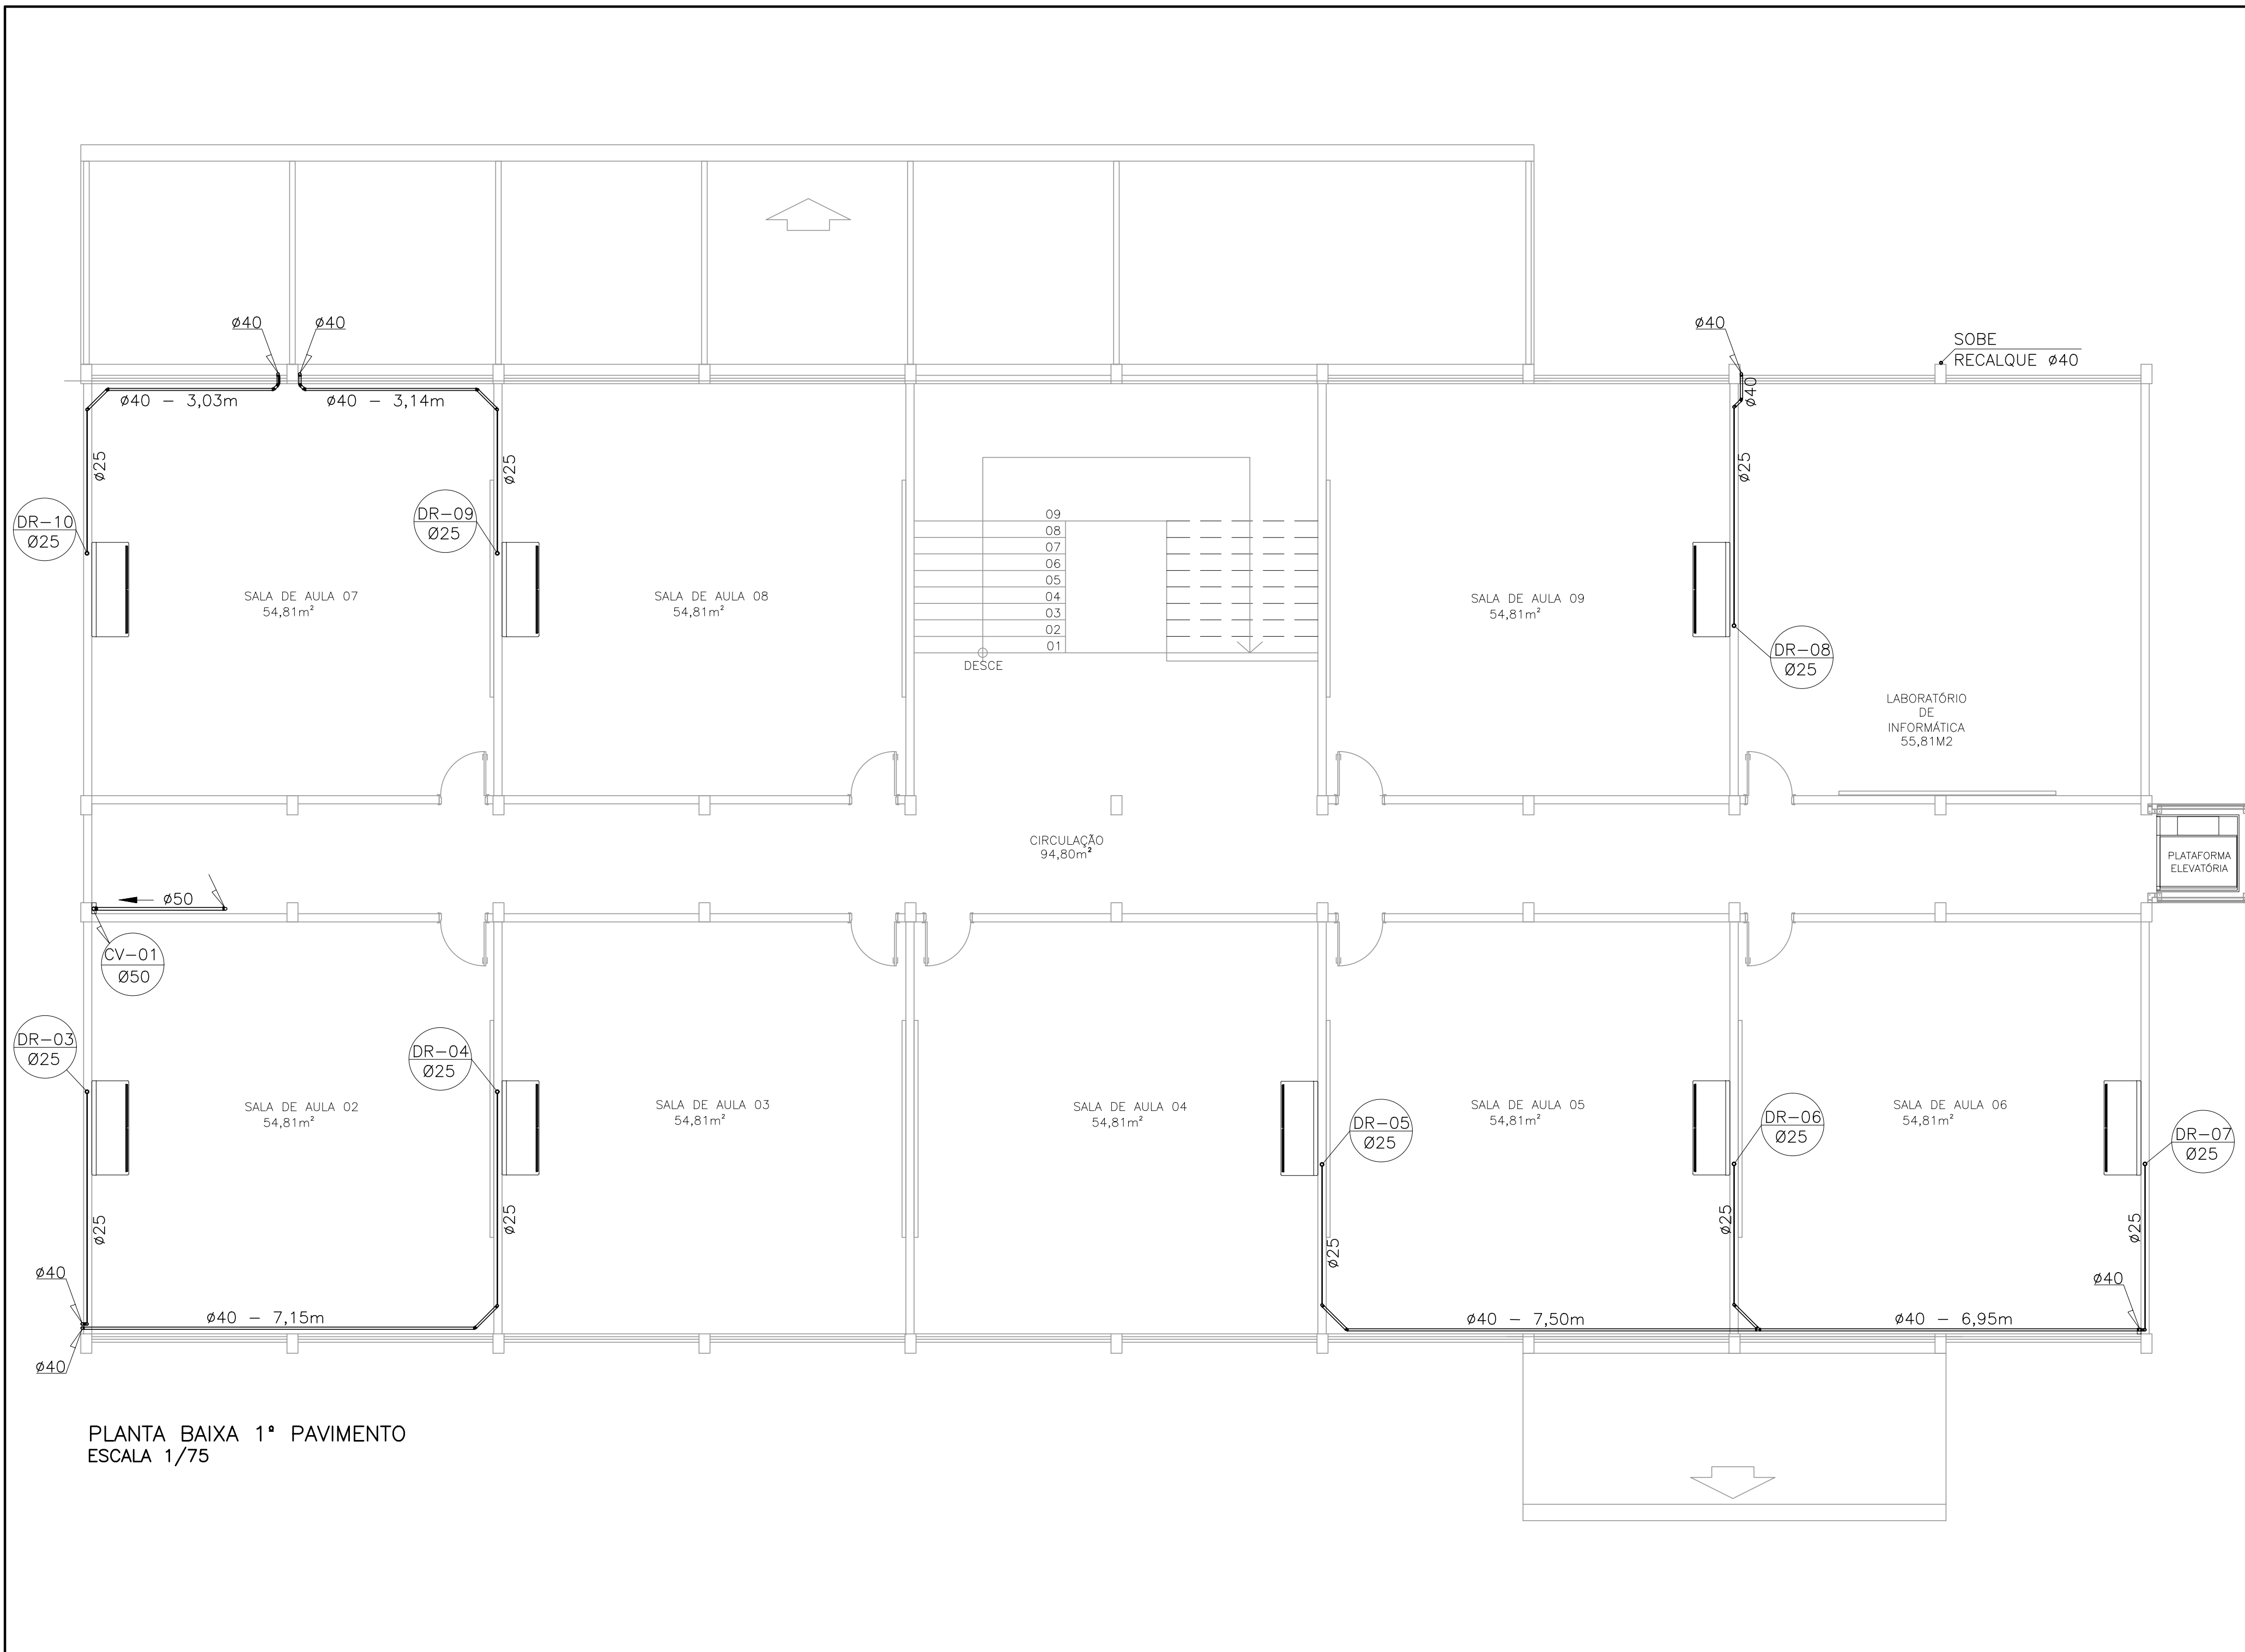 ø40
ø40
ø40 - 3,03m
ø40 - 3,14m
ø40
ø40
SOBE
RECALQUE ø40
ø25
ø25
ø25
DR-10
Ø25
DR-09
Ø25
SALA DE AULA 07
54,81m²
SALA DE AULA 08
54,81m²
09
08
07
06
05
04
03
02
01
DESCE
SALA DE AULA 09
54,81m²
DR-08
Ø25
LABORATÓRIO
DE
INFORMÁTICA
55,81M2
CIRCULAÇÃO
94,80m²
PLATAFORMA
ELEVATÓRIA
ø50
CV-01
Ø50
DR-03
Ø25
DR-04
Ø25
SALA DE AULA 02
54,81m²
SALA DE AULA 03
54,81m²
SALA DE AULA 04
54,81m²
DR-05
Ø25
SALA DE AULA 05
54,81m²
DR-06
Ø25
SALA DE AULA 06
54,81m²
DR-07
Ø25
ø25
ø25
ø25
ø25
ø25
ø40
ø40
ø40 - 7,15m
ø40 - 7,50m
ø40 - 6,95m
ø40
PLANTA BAIXA 1º PAVIMENTO
ESCALA 1/75